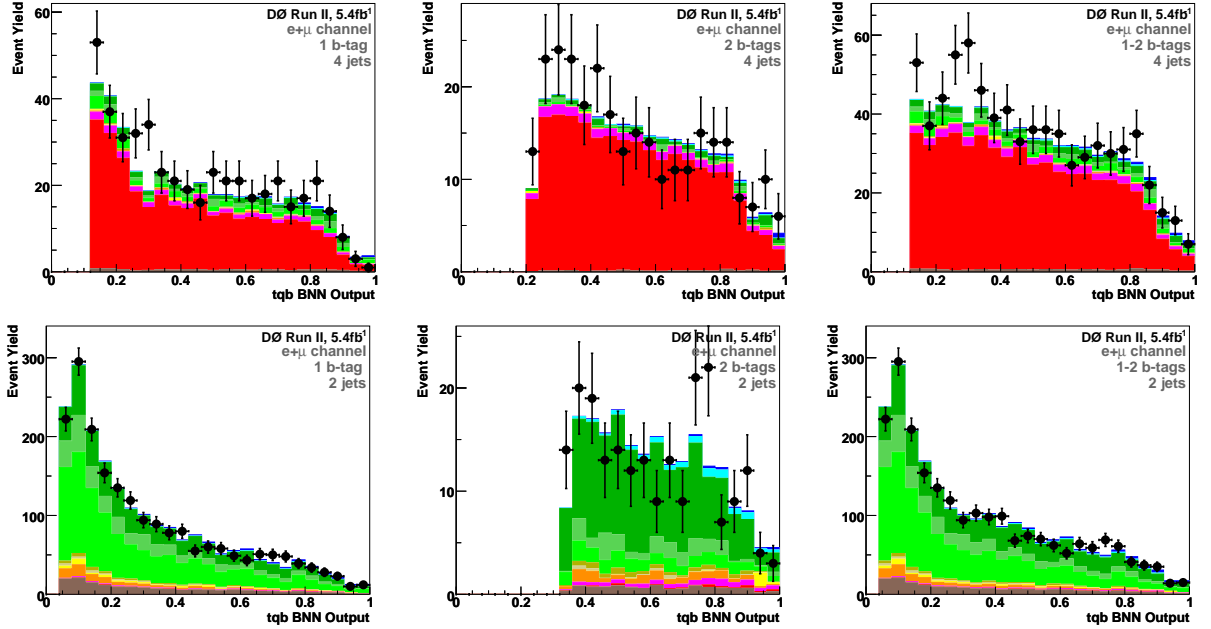 Event Yield
60
40
20
0
0
0.2
0.4
0.6
0.8
1
tqb BNN Output
DØ Run II, 5.4fb⁻¹
e+μ channel
1 b-tag
4 jets
Event Yield
20
10
0
0
0.2
0.4
0.6
0.8
1
tqb BNN Output
DØ Run II, 5.4fb⁻¹
e+μ channel
2 b-tags
4 jets
Event Yield
60
40
20
0
0
0.2
0.4
0.6
0.8
1
tqb BNN Output
DØ Run II, 5.4fb⁻¹
e+μ channel
1-2 b-tags
4 jets
Event Yield
300
200
100
0
0
0.2
0.4
0.6
0.8
1
tqb BNN Output
DØ Run II, 5.4fb⁻¹
e+μ channel
1 b-tag
2 jets
Event Yield
20
10
0
0
0.2
0.4
0.6
0.8
1
tqb BNN Output
DØ Run II, 5.4fb⁻¹
e+μ channel
2 b-tags
2 jets
Event Yield
300
200
100
0
0
0.2
0.4
0.6
0.8
1
tqb BNN Output
DØ Run II, 5.4fb⁻¹
e+μ channel
1-2 b-tags
2 jets